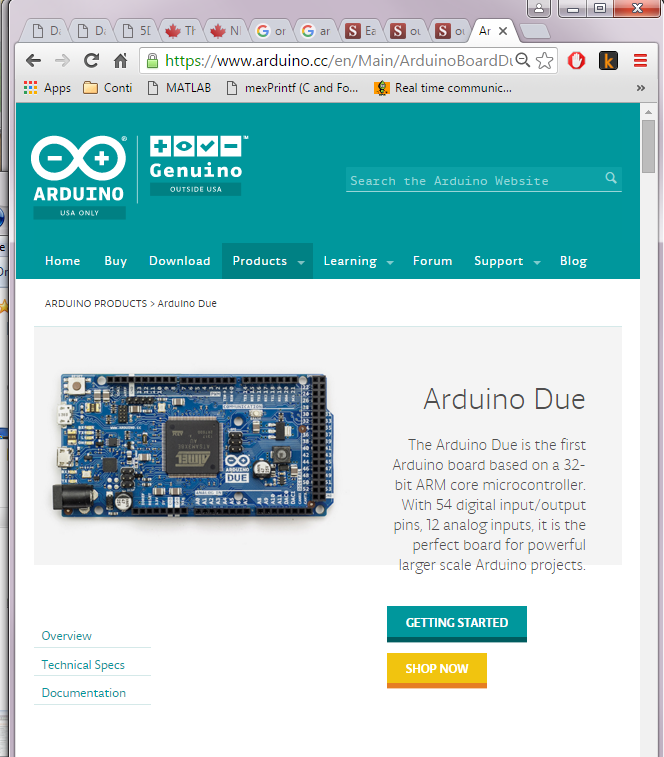 D
D
5D
Th
NI
or
ar
Ea
ou
ou
Ar
https://www.arduino.cc/en/Main/ArduinoBoardDu
Apps Conti MATLAB mexPrintf (C and Fo... Real time communic... »
ARDUINO
USA ONLY
Genuino
OUTSIDE USA
Search the Arduino Website
Home Buy Download Products Learning Forum Support Blog
ARDUINO PRODUCTS > Arduino Due
ATMEL
ARDUINO
DUE
Arduino Due
The Arduino Due is the first
Arduino board based on a 32-
bit ARM core microcontroller.
With 54 digital input/output
pins, 12 analog inputs, it is the
perfect board for powerful
larger scale Arduino projects.
GETTING STARTED
SHOP NOW
Overview
Technical Specs
Documentation